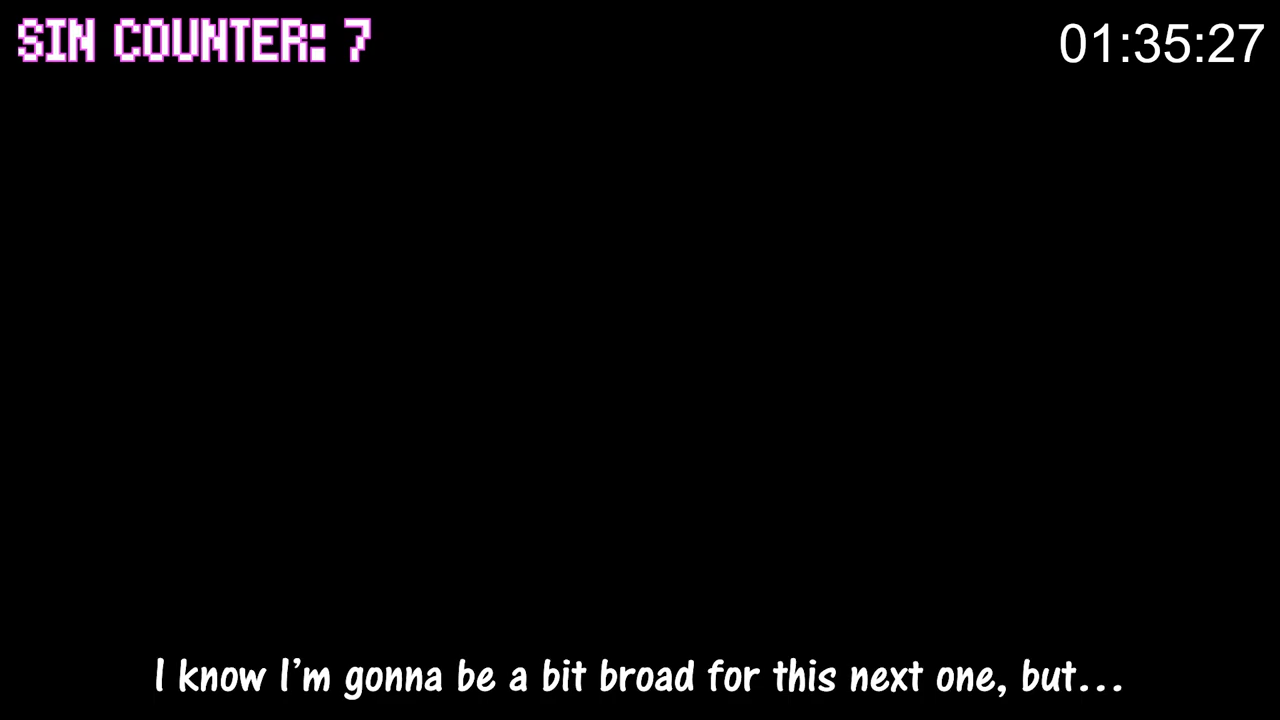 SIN COUNTER: 7
01:35:27
I know I'm gonna be a bit broad for this next one, but...